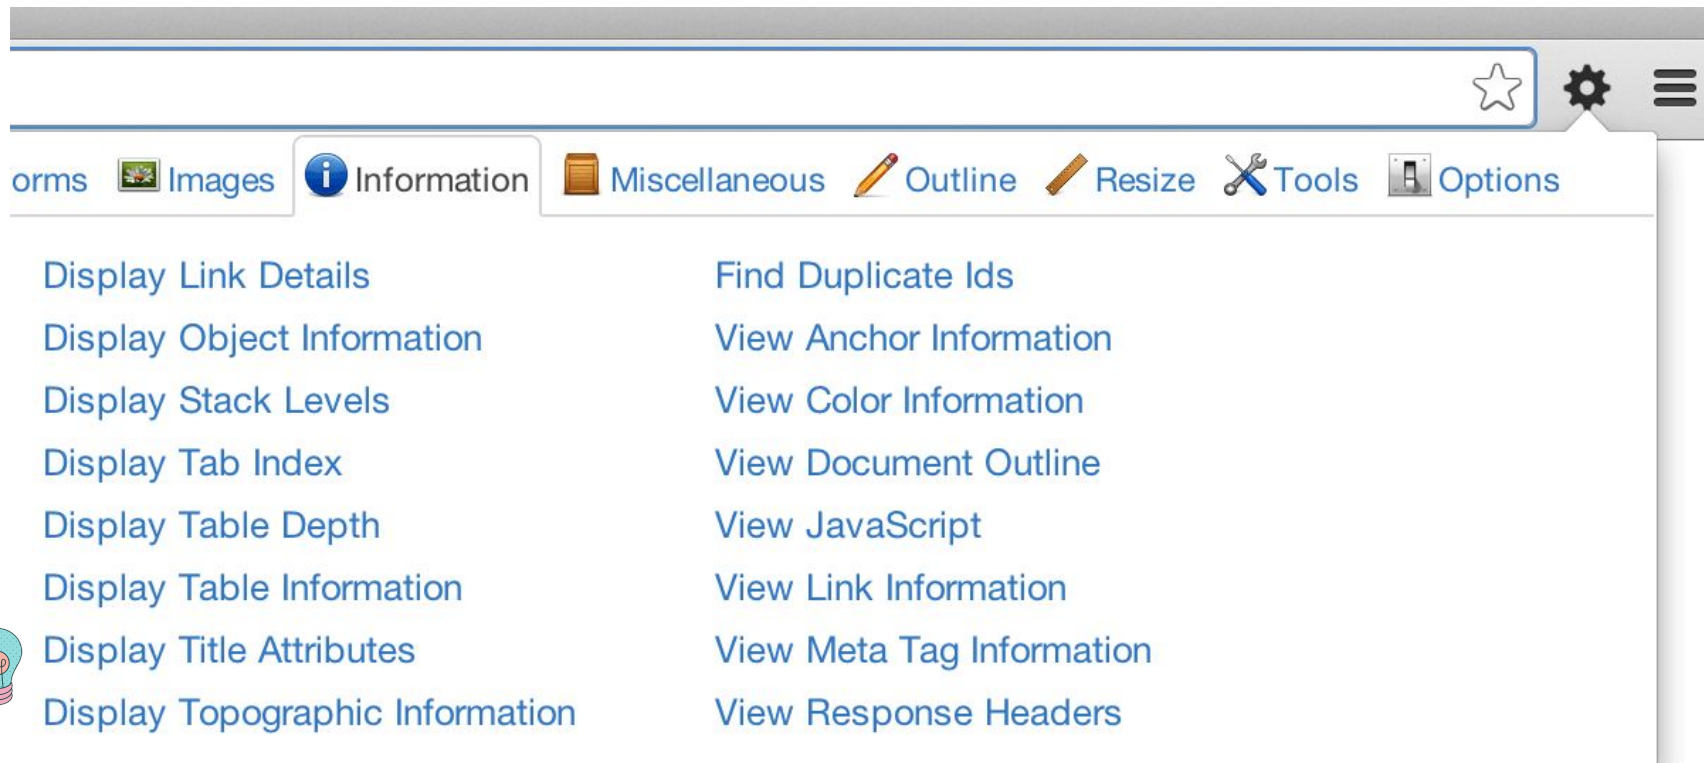 orms Images Information Miscellaneous Outline Resize Tools Options
Display Link Details
Display Object Information
Display Stack Levels
Display Tab Index
Display Table Depth
Display Table Information
Display Title Attributes
Display Topographic Information
Find Duplicate Ids
View Anchor Information
View Color Information
View Document Outline
View JavaScript
View Link Information
View Meta Tag Information
View Response Headers